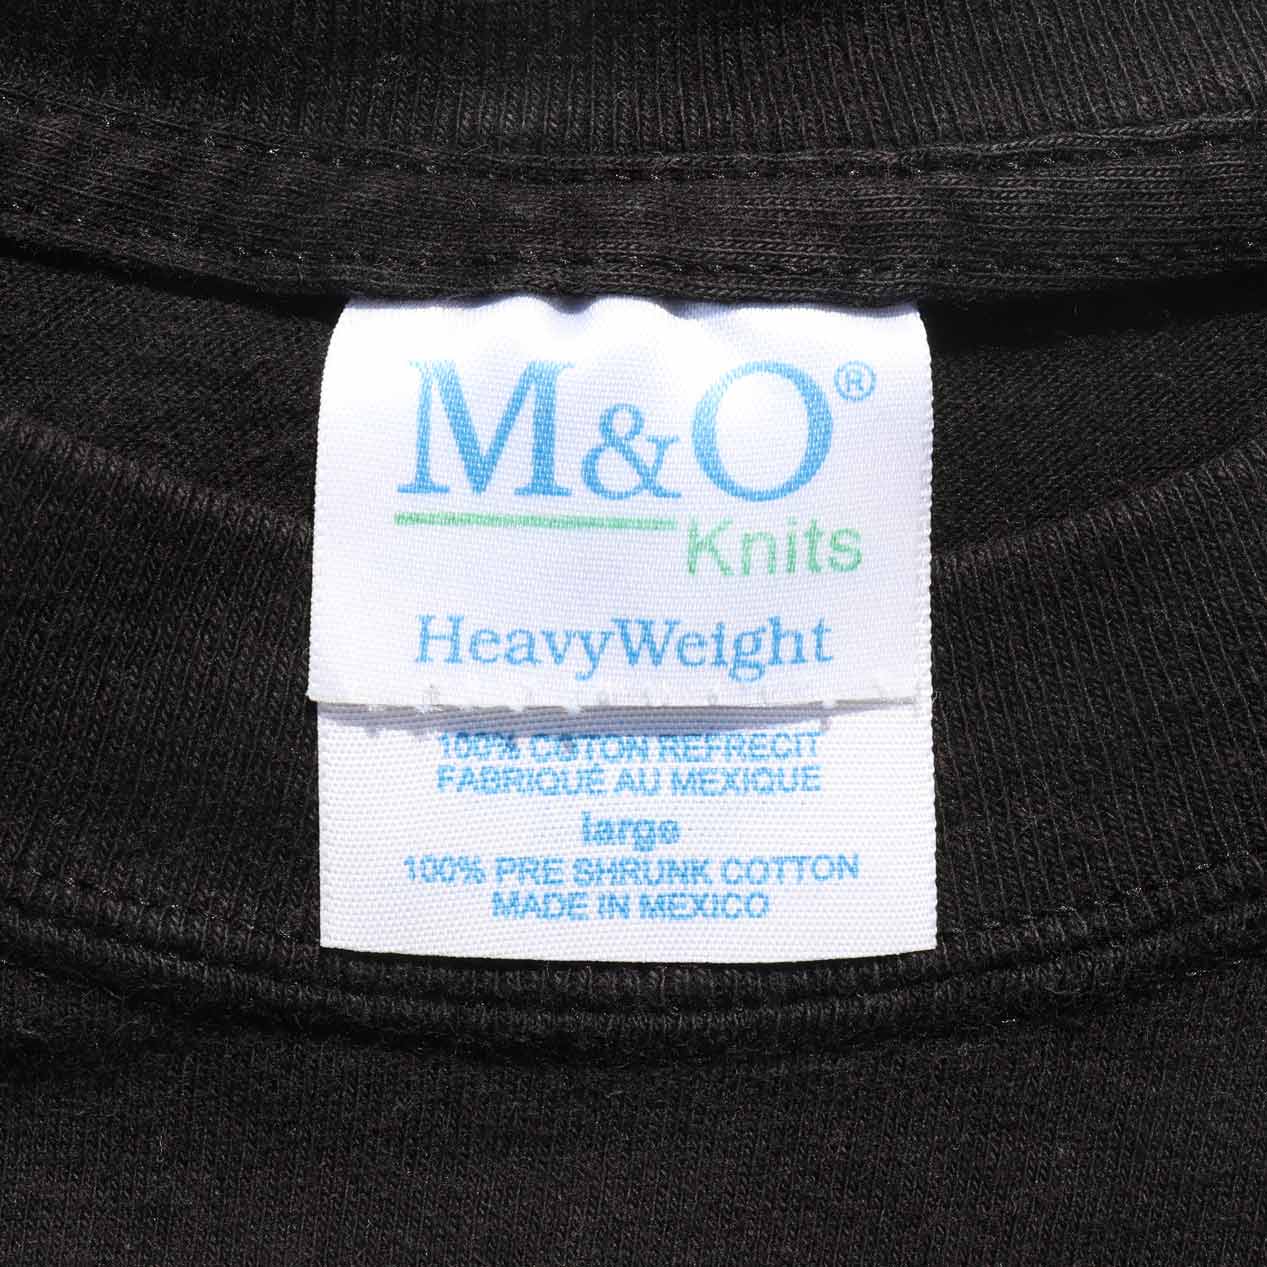 M&O®
Knits
HeavyWeight
100% COTON REFRECIT
FABRIQUÉ AU MEXIQUE
large
100% PRE SHRUNK COTTON
MADE IN MEXICO